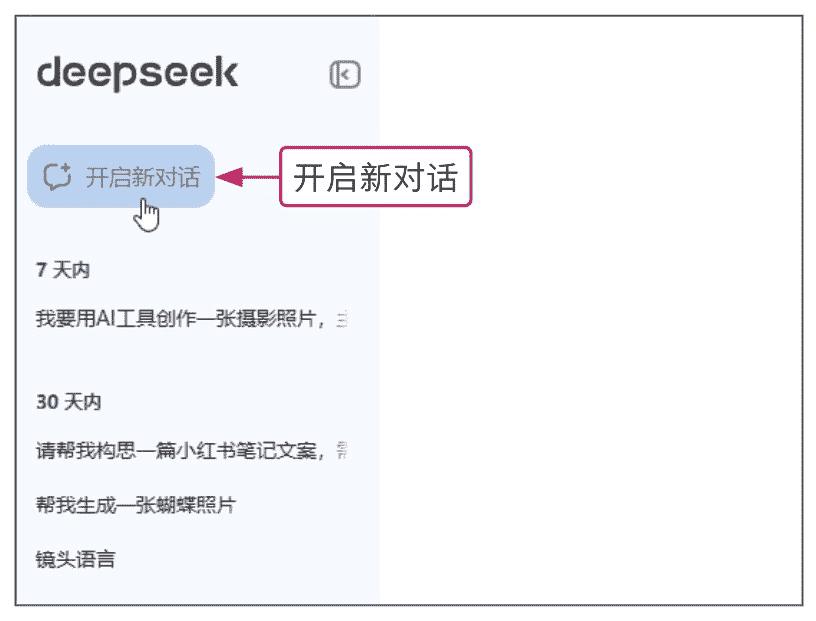 deepseek
开启新对话
开启新对话
7 天内
我要用AI工具创作一张摄影照片，
30 天内
请帮我构思一篇小红书笔记文案，
帮我生成一张蝴蝶照片
镜头语言